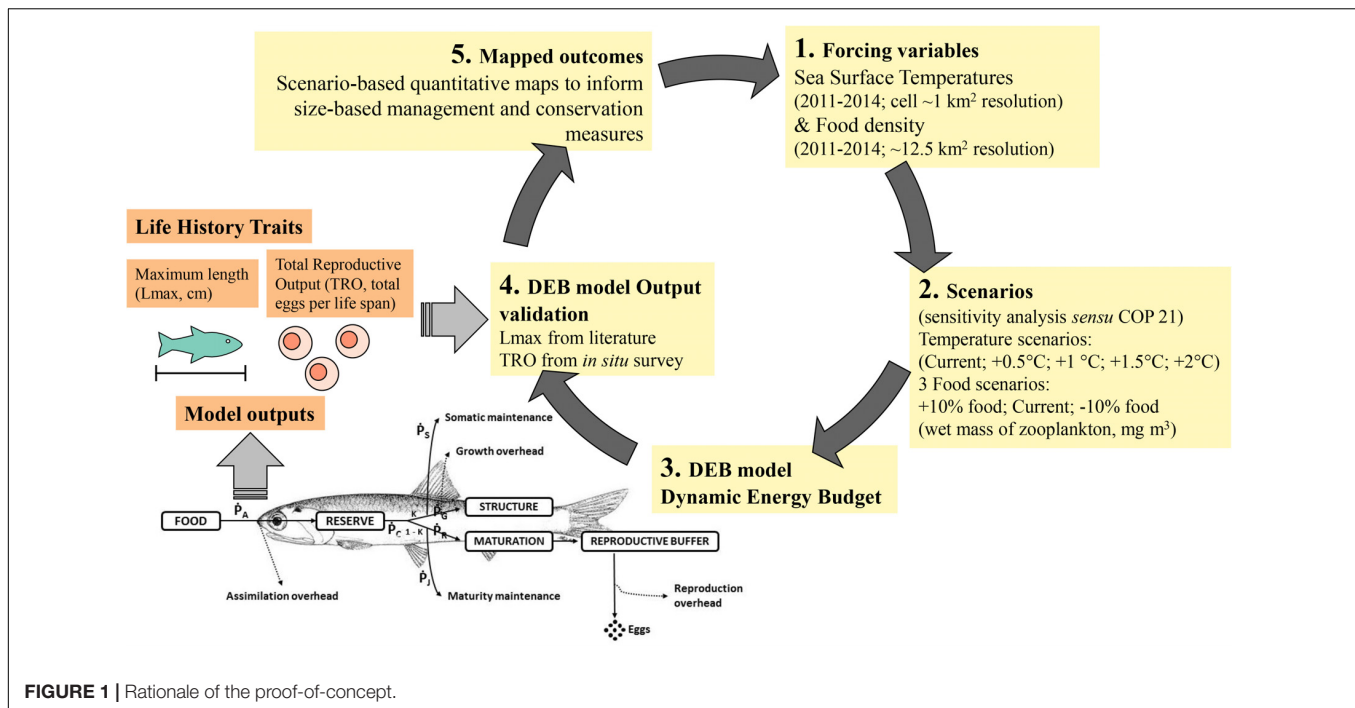 5. Mapped outcomes
Scenario-based quantitative maps to inform
size-based management and conservation
measures
1. Forcing variables
Sea Surface Temperatures
(2011-2014; cell ~1 km² resolution)
& Food density
(2011-2014; ~12.5 km² resolution)
Life History Traits
Maximum length
(Lmax, cm)
Total Reproductive
Output (TRO, total
eggs per life span)
4. DEB model Output
validation
Lmax from literature
TRO from in situ survey
2. Scenarios
(sensitivity analysis sensu COP 21)
Temperature scenarios:
(Current; +0.5°C; +1 °C; +1.5°C; +2°C)
3 Food scenarios:
+10% food; Current; -10% food
(wet mass of zooplankton, mg m³)
Model outputs
3. DEB model
Dynamic Energy Budget
Somatic maintenance
ṖS
Growth overhead
ṖA
FOOD
RESERVE
ṖC
K
1 - K
ṖG
ṖR
STRUCTURE
MATURATION
REPRODUCTIVE BUFFER
ṖJ
Assimilation overhead
Maturity maintenance
Reproduction
overhead
Eggs
FIGURE 1 | Rationale of the proof-of-concept.